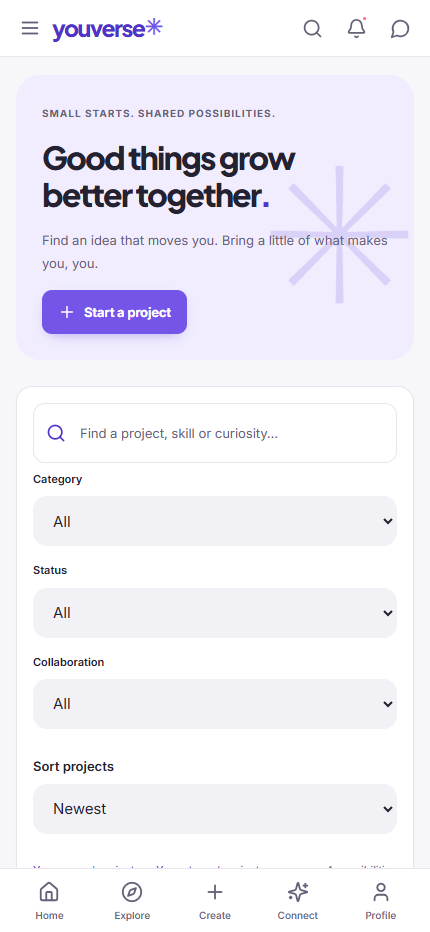 youverse
SMALL STARTS. SHARED POSSIBILITIES.
Good things grow
better together.
Find an idea that moves you. Bring a little of what makes
you, you.
Start a project
Find a project, skill or curiosity...
Category
All
Status
All
Collaboration
All
Sort projects
Newest
Home Explore Create Connect Profile